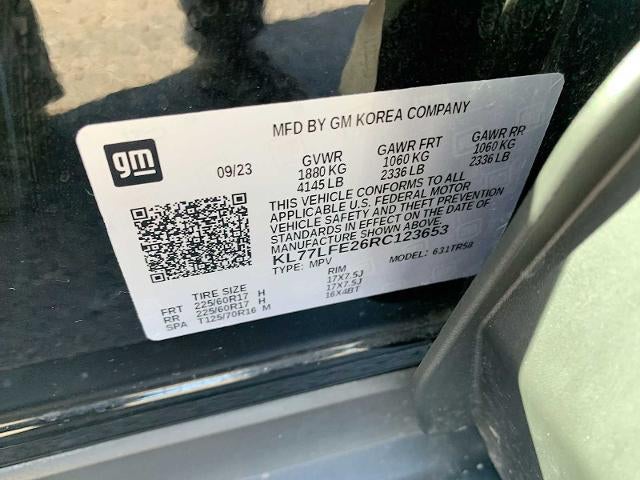 MFD BY GM KOREA COMPANY
gm
09/23
GVWR GAWR FRT GAWR RR
1880 KG 1060 KG 1060 KG
4145 LB 2336 LB 2336 LB
THIS VEHICLE CONFORMS TO ALL
APPLICABLE U.S. FEDERAL MOTOR
VEHICLE SAFETY AND THEFT PREVENTION
STANDARDS IN EFFECT ON THE DATE OF
MANUFACTURE SHOWN ABOVE.
KL77LFE26RC123653
TYPE: MPV MODEL: 631TR58
TIRE SIZE RIM
FRT 225/60R17 H 17X7.5J
RR 225/60R17 H 17X7.5J
SPA T125/70R16 M 16X4BT